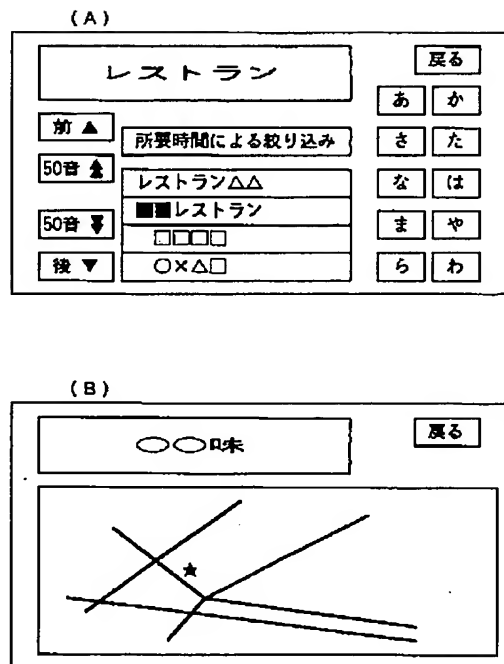 (A)
レストラン
戻る
あ か
前 ▲
所要時間による絞り込み
さ た
50音
レストラン△△
な は
■■レストラン
50音
ま や
□□□□
後 ▼
○×△□
ら わ
(B)
○○味
戻る
★